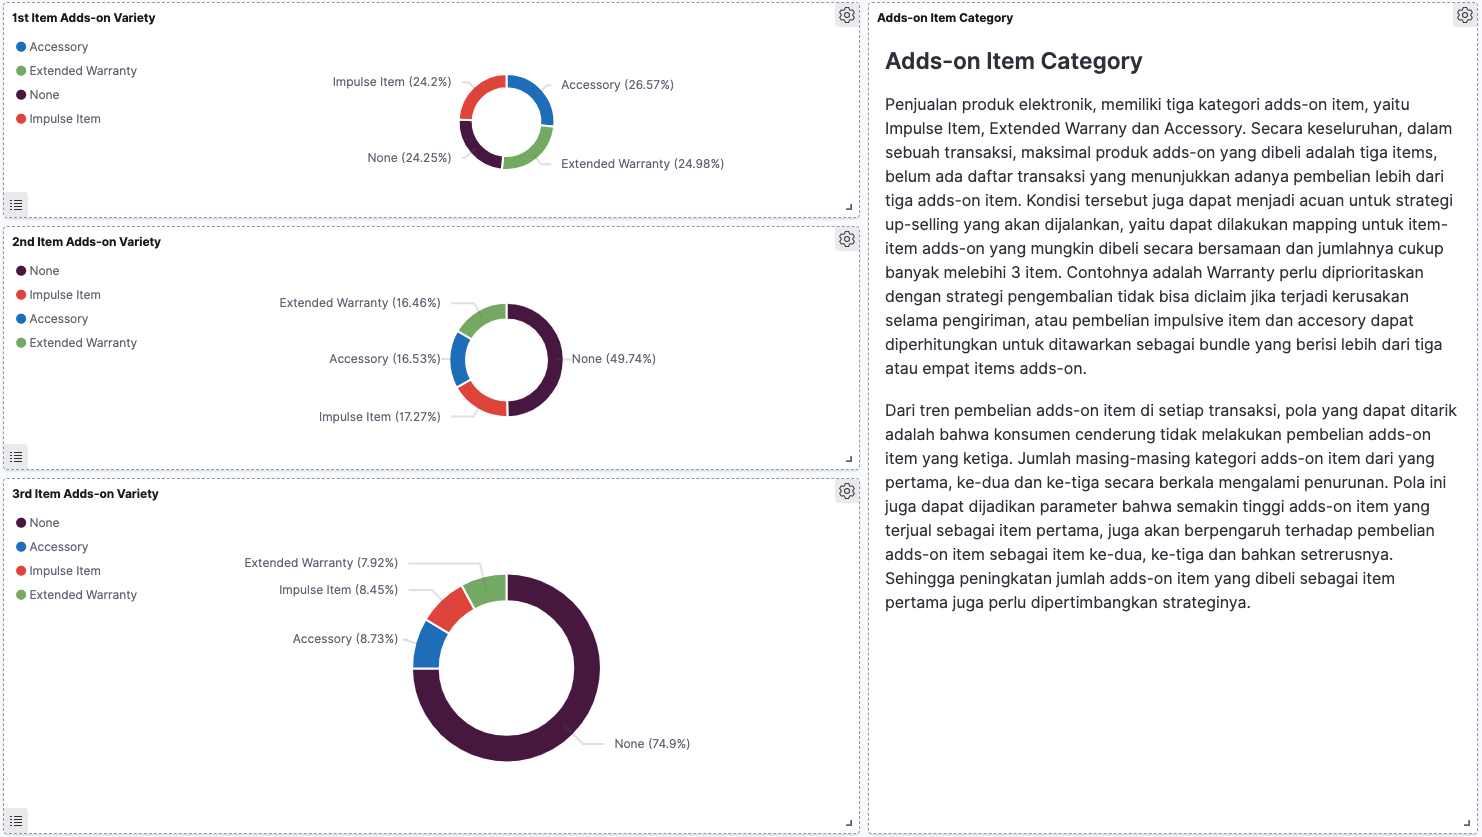 1st Item Adds-on Variety
Accessory
Extended Warranty
None
Impulse Item
Impulse Item (24.2%)
Accessory (26.57%)
None (24.25%)
Extended Warranty (24.98%)
2nd Item Adds-on Variety
None
Impulse Item
Accessory
Extended Warranty
Extended Warranty (16.46%)
Accessory (16.53%)
None (49.74%)
Impulse Item (17.27%)
3rd Item Adds-on Variety
None
Accessory
Impulse Item
Extended Warranty
Extended Warranty (7.92%)
Impulse Item (8.45%)
Accessory (8.73%)
None (74.9%)
Adds-on Item Category
Adds-on Item Category
Penjualan produk elektronik, memiliki tiga kategori adds-on item, yaitu
Impulse Item, Extended Warrany dan Accessory. Secara keseluruhan, dalam
sebuah transaksi, maksimal produk adds-on yang dibeli adalah tiga items,
belum ada daftar transaksi yang menunjukkan adanya pembelian lebih dari
tiga adds-on item. Kondisi tersebut juga dapat menjadi acuan untuk strategi
up-selling yang akan dijalankan, yaitu dapat dilakukan mapping untuk item-
item adds-on yang mungkin dibeli secara bersamaan dan jumlahnya cukup
banyak melebihi 3 item. Contohnya adalah Warranty perlu diprioritaskan
dengan strategi pengembalian tidak bisa diclaim jika terjadi kerusakan
selama pengiriman, atau pembelian impulsive item dan accesory dapat
diperhitungkan untuk ditawarkan sebagai bundle yang berisi lebih dari tiga
atau empat items adds-on.
Dari tren pembelian adds-on item di setiap transaksi, pola yang dapat ditarik
adalah bahwa konsumen cenderung tidak melakukan pembelian adds-on
item yang ketiga. Jumlah masing-masing kategori adds-on item dari yang
pertama, ke-dua dan ke-tiga secara berkala mengalami penurunan. Pola ini
juga dapat dijadikan parameter bahwa semakin tinggi adds-on item yang
terjual sebagai item pertama, juga akan berpengaruh terhadap pembelian
adds-on item sebagai item ke-dua, ke-tiga dan bahkan setrerusnya.
Sehingga peningkatan jumlah adds-on item yang dibeli sebagai item
pertama juga perlu dipertimbangkan strateginya.